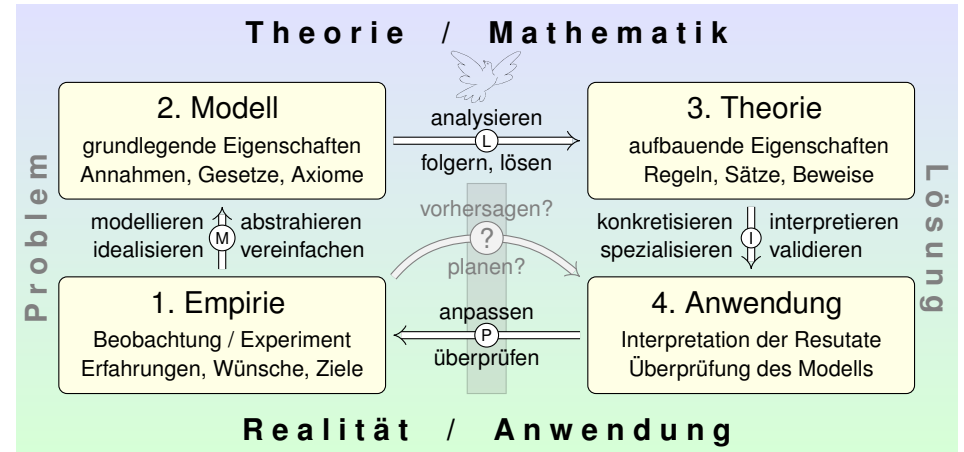 Theorie / Mathematik
Problem
2. Modell
grundlegende Eigenschaften
Annahmen, Gesetze, Axiome
analysieren
L
folgern, lösen
3. Theorie
aufbauende Eigenschaften
Regeln, Sätze, Beweise
Lösung
modellieren
idealisieren
M
abstrahieren
vereinfachen
vorhersagen?
?
planen?
konkretisieren
spezialisieren
I
interpretieren
validieren
1. Empirie
Beobachtung / Experiment
Erfahrungen, Wünsche, Ziele
anpassen
P
überprüfen
4. Anwendung
Interpretation der Resutate
Überprüfung des Modells
Realität / Anwendung